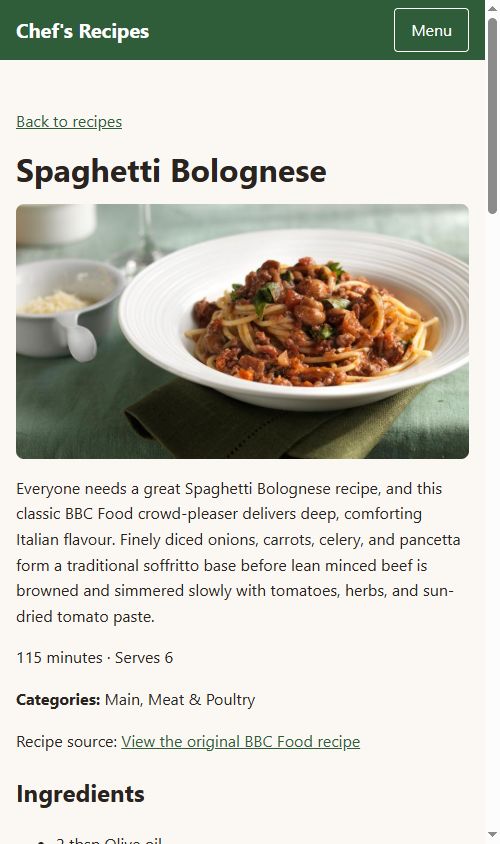 Chef's Recipes
Menu
Back to recipes
Spaghetti Bolognese
Everyone needs a great Spaghetti Bolognese recipe, and this
classic BBC Food crowd-pleaser delivers deep, comforting
Italian flavour. Finely diced onions, carrots, celery, and pancetta
form a traditional soffritto base before lean minced beef is
browned and simmered slowly with tomatoes, herbs, and sun-
dried tomato paste.
115 minutes · Serves 6
Categories: Main, Meat & Poultry
Recipe source: View the original BBC Food recipe
Ingredients
tbsp Olive oil